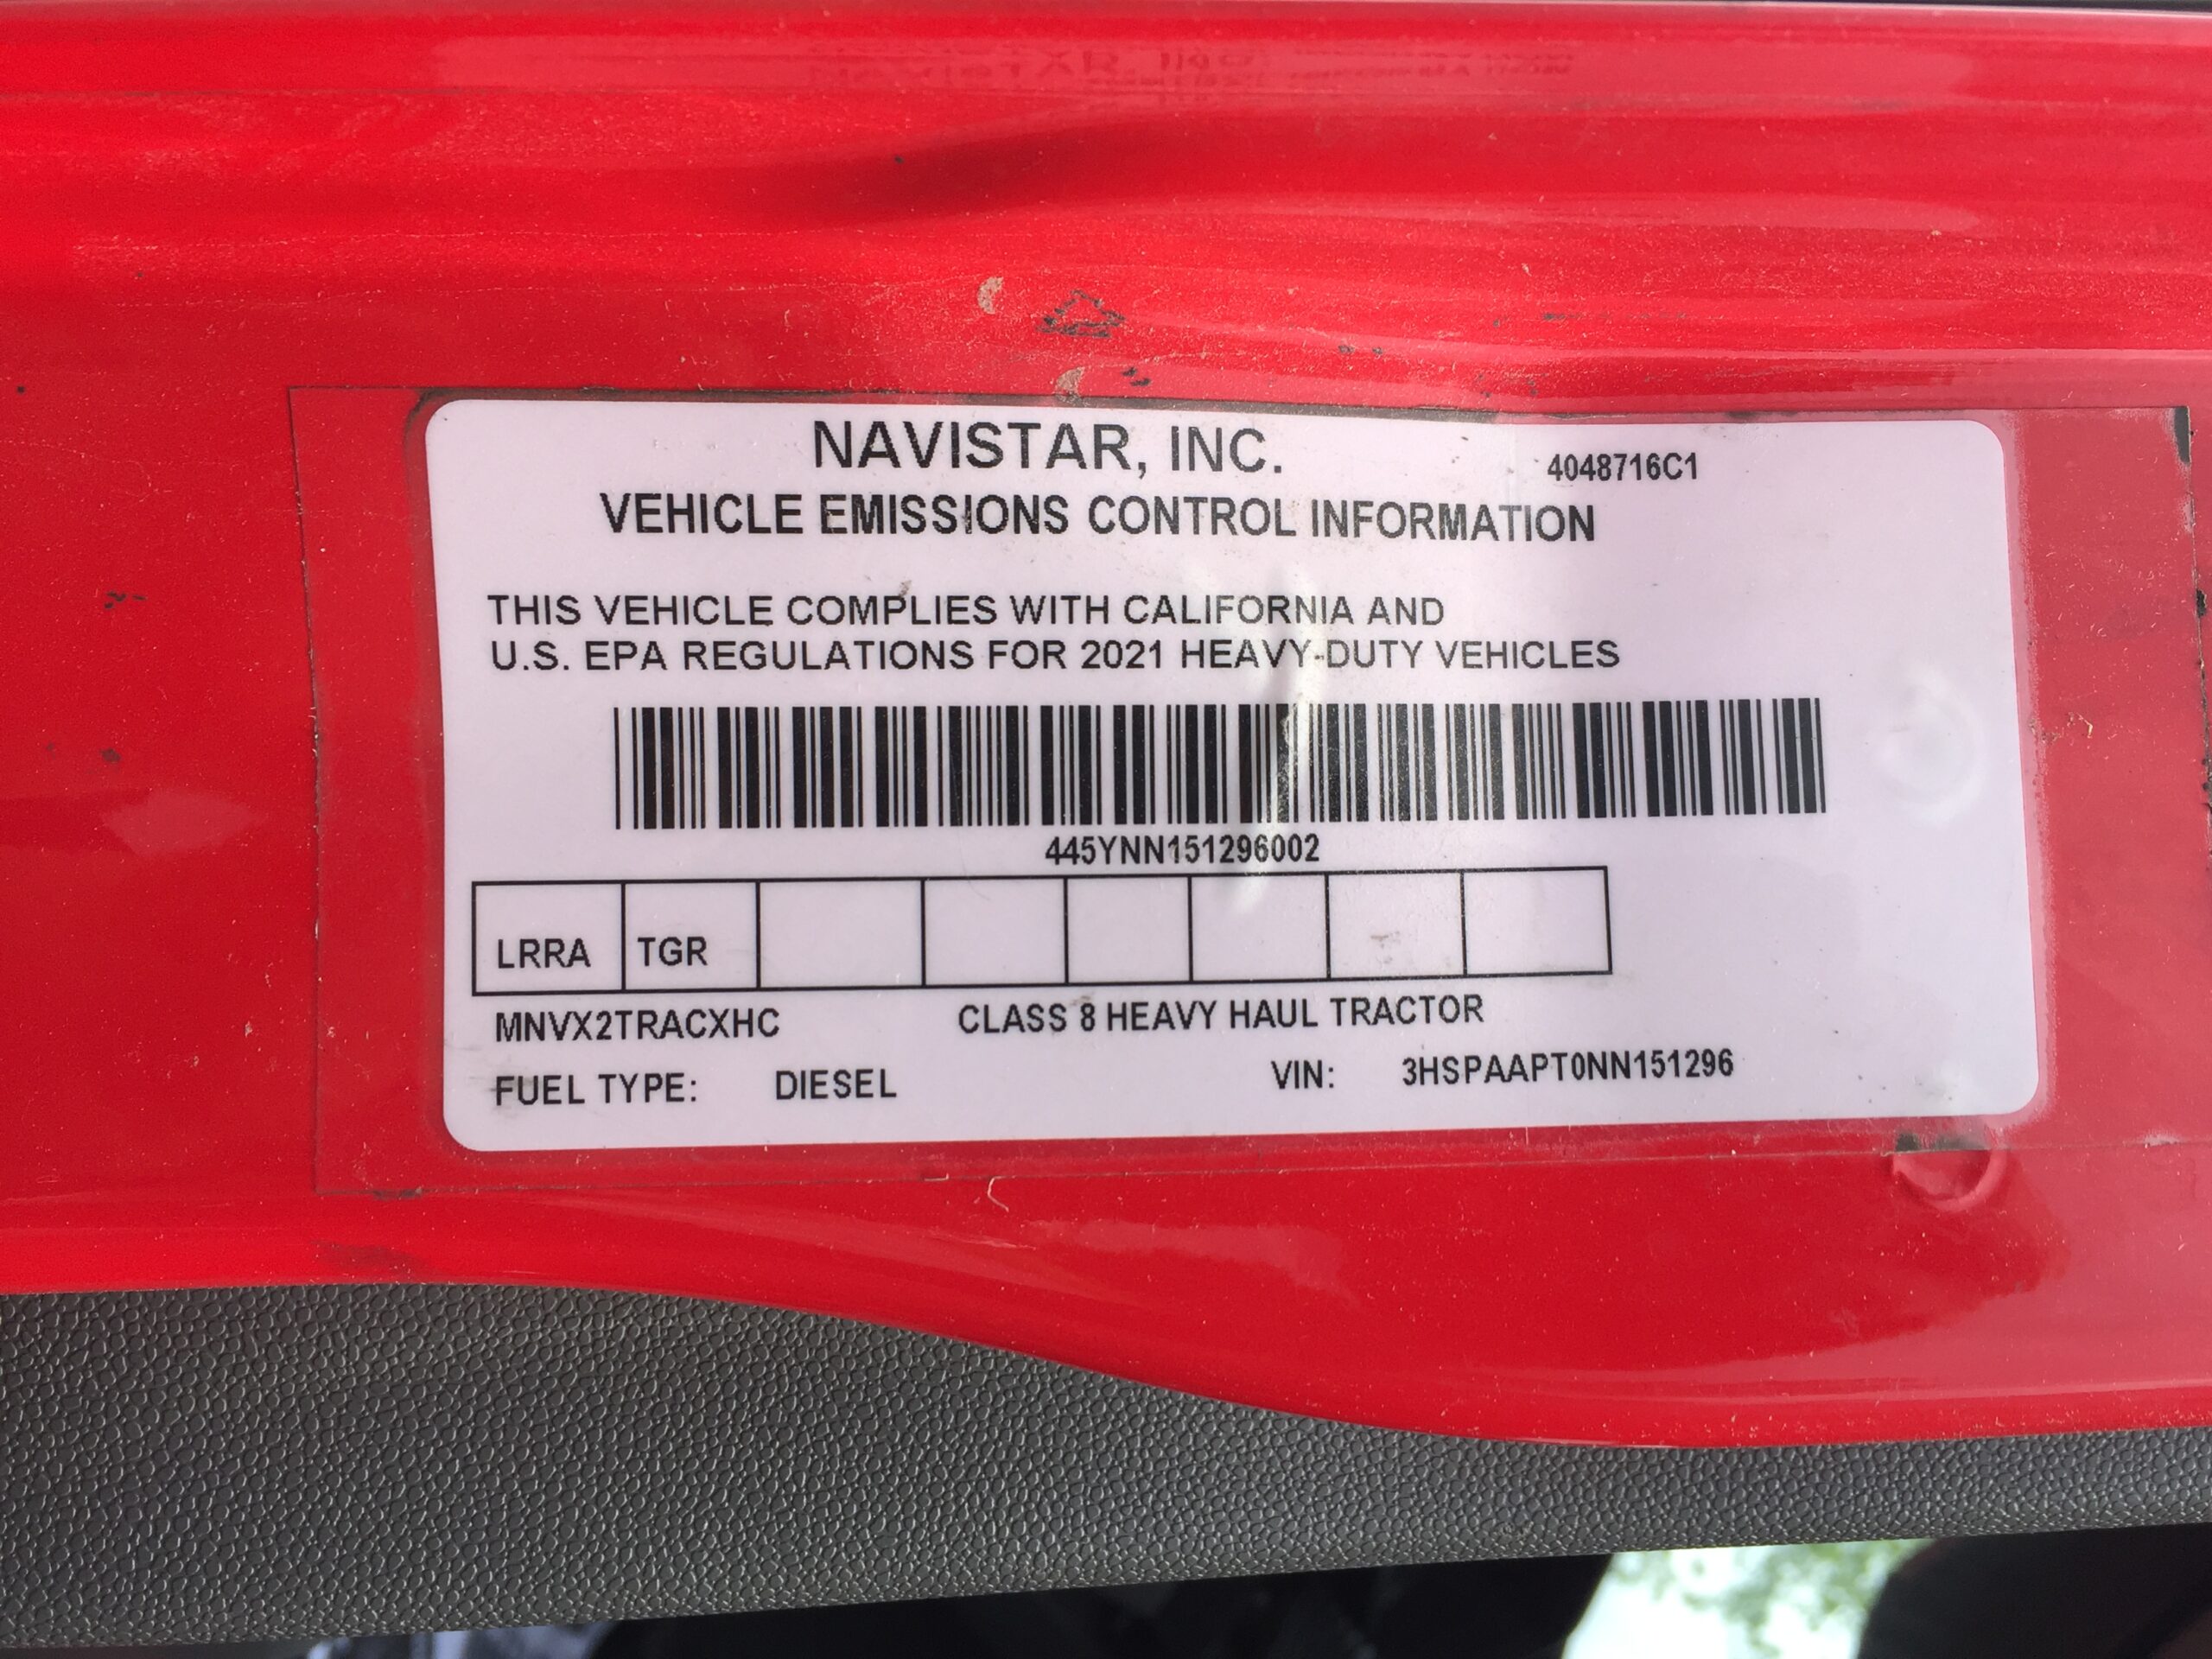 NAVISTAR, INC.
4048716C1
VEHICLE EMISSIONS CONTROL INFORMATION
THIS VEHICLE COMPLIES WITH CALIFORNIA AND
U.S. EPA REGULATIONS FOR 2021 HEAVY-DUTY VEHICLES
445YNN151296002
LRRA TGR
MNVX2TRACXHC CLASS 8 HEAVY HAUL TRACTOR
FUEL TYPE: DIESEL VIN: 3HSPAAPT0NN151296